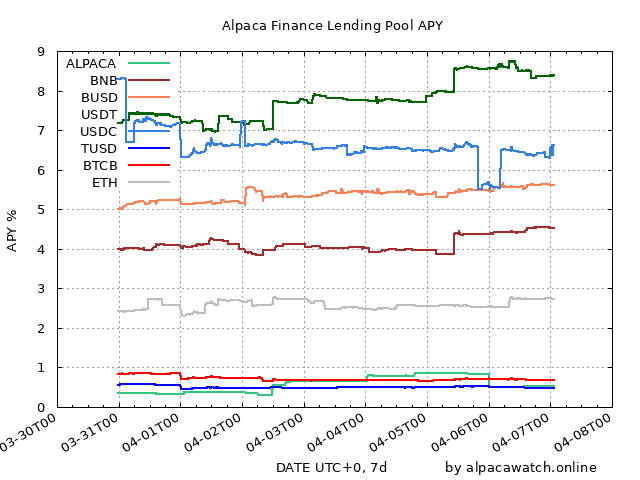 Alpaca Finance Lending Pool APY
APY %
9
8
7
6
5
4
3
2
1
0
ALPACA
BNB
BUSD
USDT
USDC
TUSD
BTCB
ETH
03-30T00
03-31T00
04-01T00
04-02T00
04-03T00
04-04T00
04-05T00
04-06T00
04-07T00
04-08T00
DATE UTC+0, 7d
by alpacawatch.online